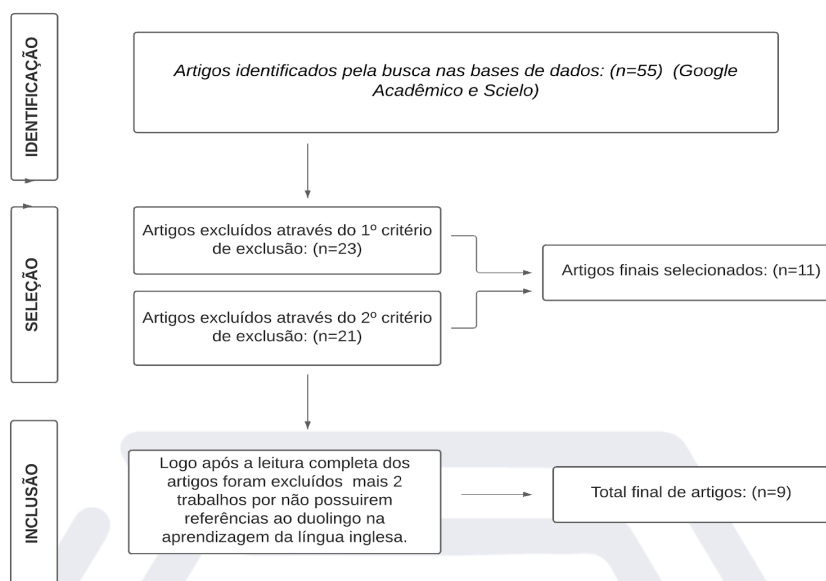 IDENTIFICAÇÃO
Artigos identificados pela busca nas bases de dados: (n=55)  (Google
Acadêmico e Scielo)
SELEÇÃO
Artigos excluídos através do 1º critério
de exclusão: (n=23)
Artigos excluídos através do 2º critério
de exclusão: (n=21)
Artigos finais selecionados: (n=11)
INCLUSÃO
Logo após a leitura completa dos
artigos foram excluídos  mais 2
trabalhos por não possuirem
referências ao duolingo na
aprendizagem da língua inglesa.
Total final de artigos: (n=9)